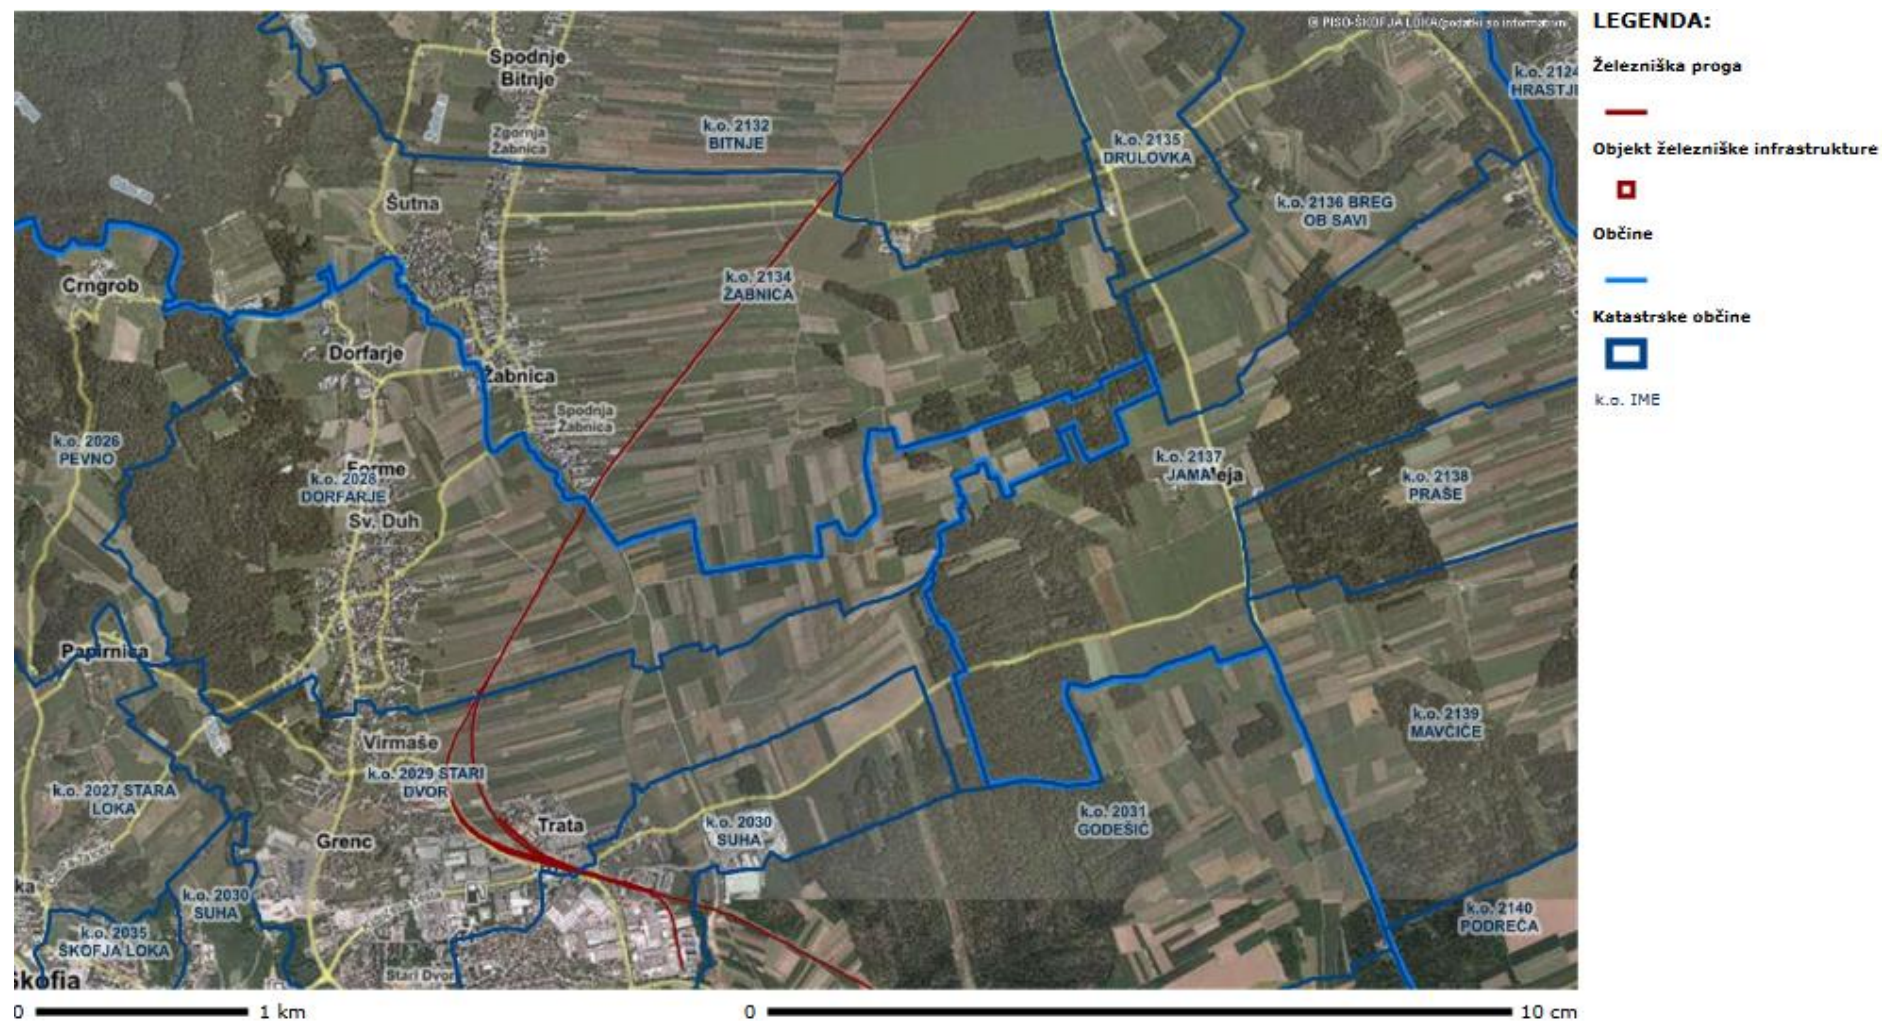 © PISO-ŠKOFJA LOKA/podatki so informativni
LEGENDA:
Železniška proga
Objekt železniške infrastrukture
Občine
Katastrske občine
k.o. IME
Spodnje
Bitnje
k.o. 2124
HRASTJE
Zgornja
Žabnica
k.o. 2132
BITNJE
k.o. 2135
DRULOVKA
Šutna
k.o. 2136 BREG
OB SAVI
Crngrob
k.o. 2134
ŽABNICA
Dorfarje
Žabnica
Spodnja
Žabnica
k.o. 2026
PEVNO
Forme
k.o. 2028
DORFARJE
k.o. 2137
JAMA
k.o. 2138
PRAŠE
Sv. Duh
Papirnica
Virmaše
k.o. 2139
MAVČIČE
k.o. 2029 STARI
DVOR
k.o. 2027 STARA
LOKA
Trata
Grenc
k.o. 2030
SUHA
k.o. 2031
GODEŠIČ
k.o. 2030
SUHA
k.o. 2035
ŠKOFJA LOKA
k.o. 2140
PODREČA
Stari Dvor
Škofja
0 1 km
0 10 cm